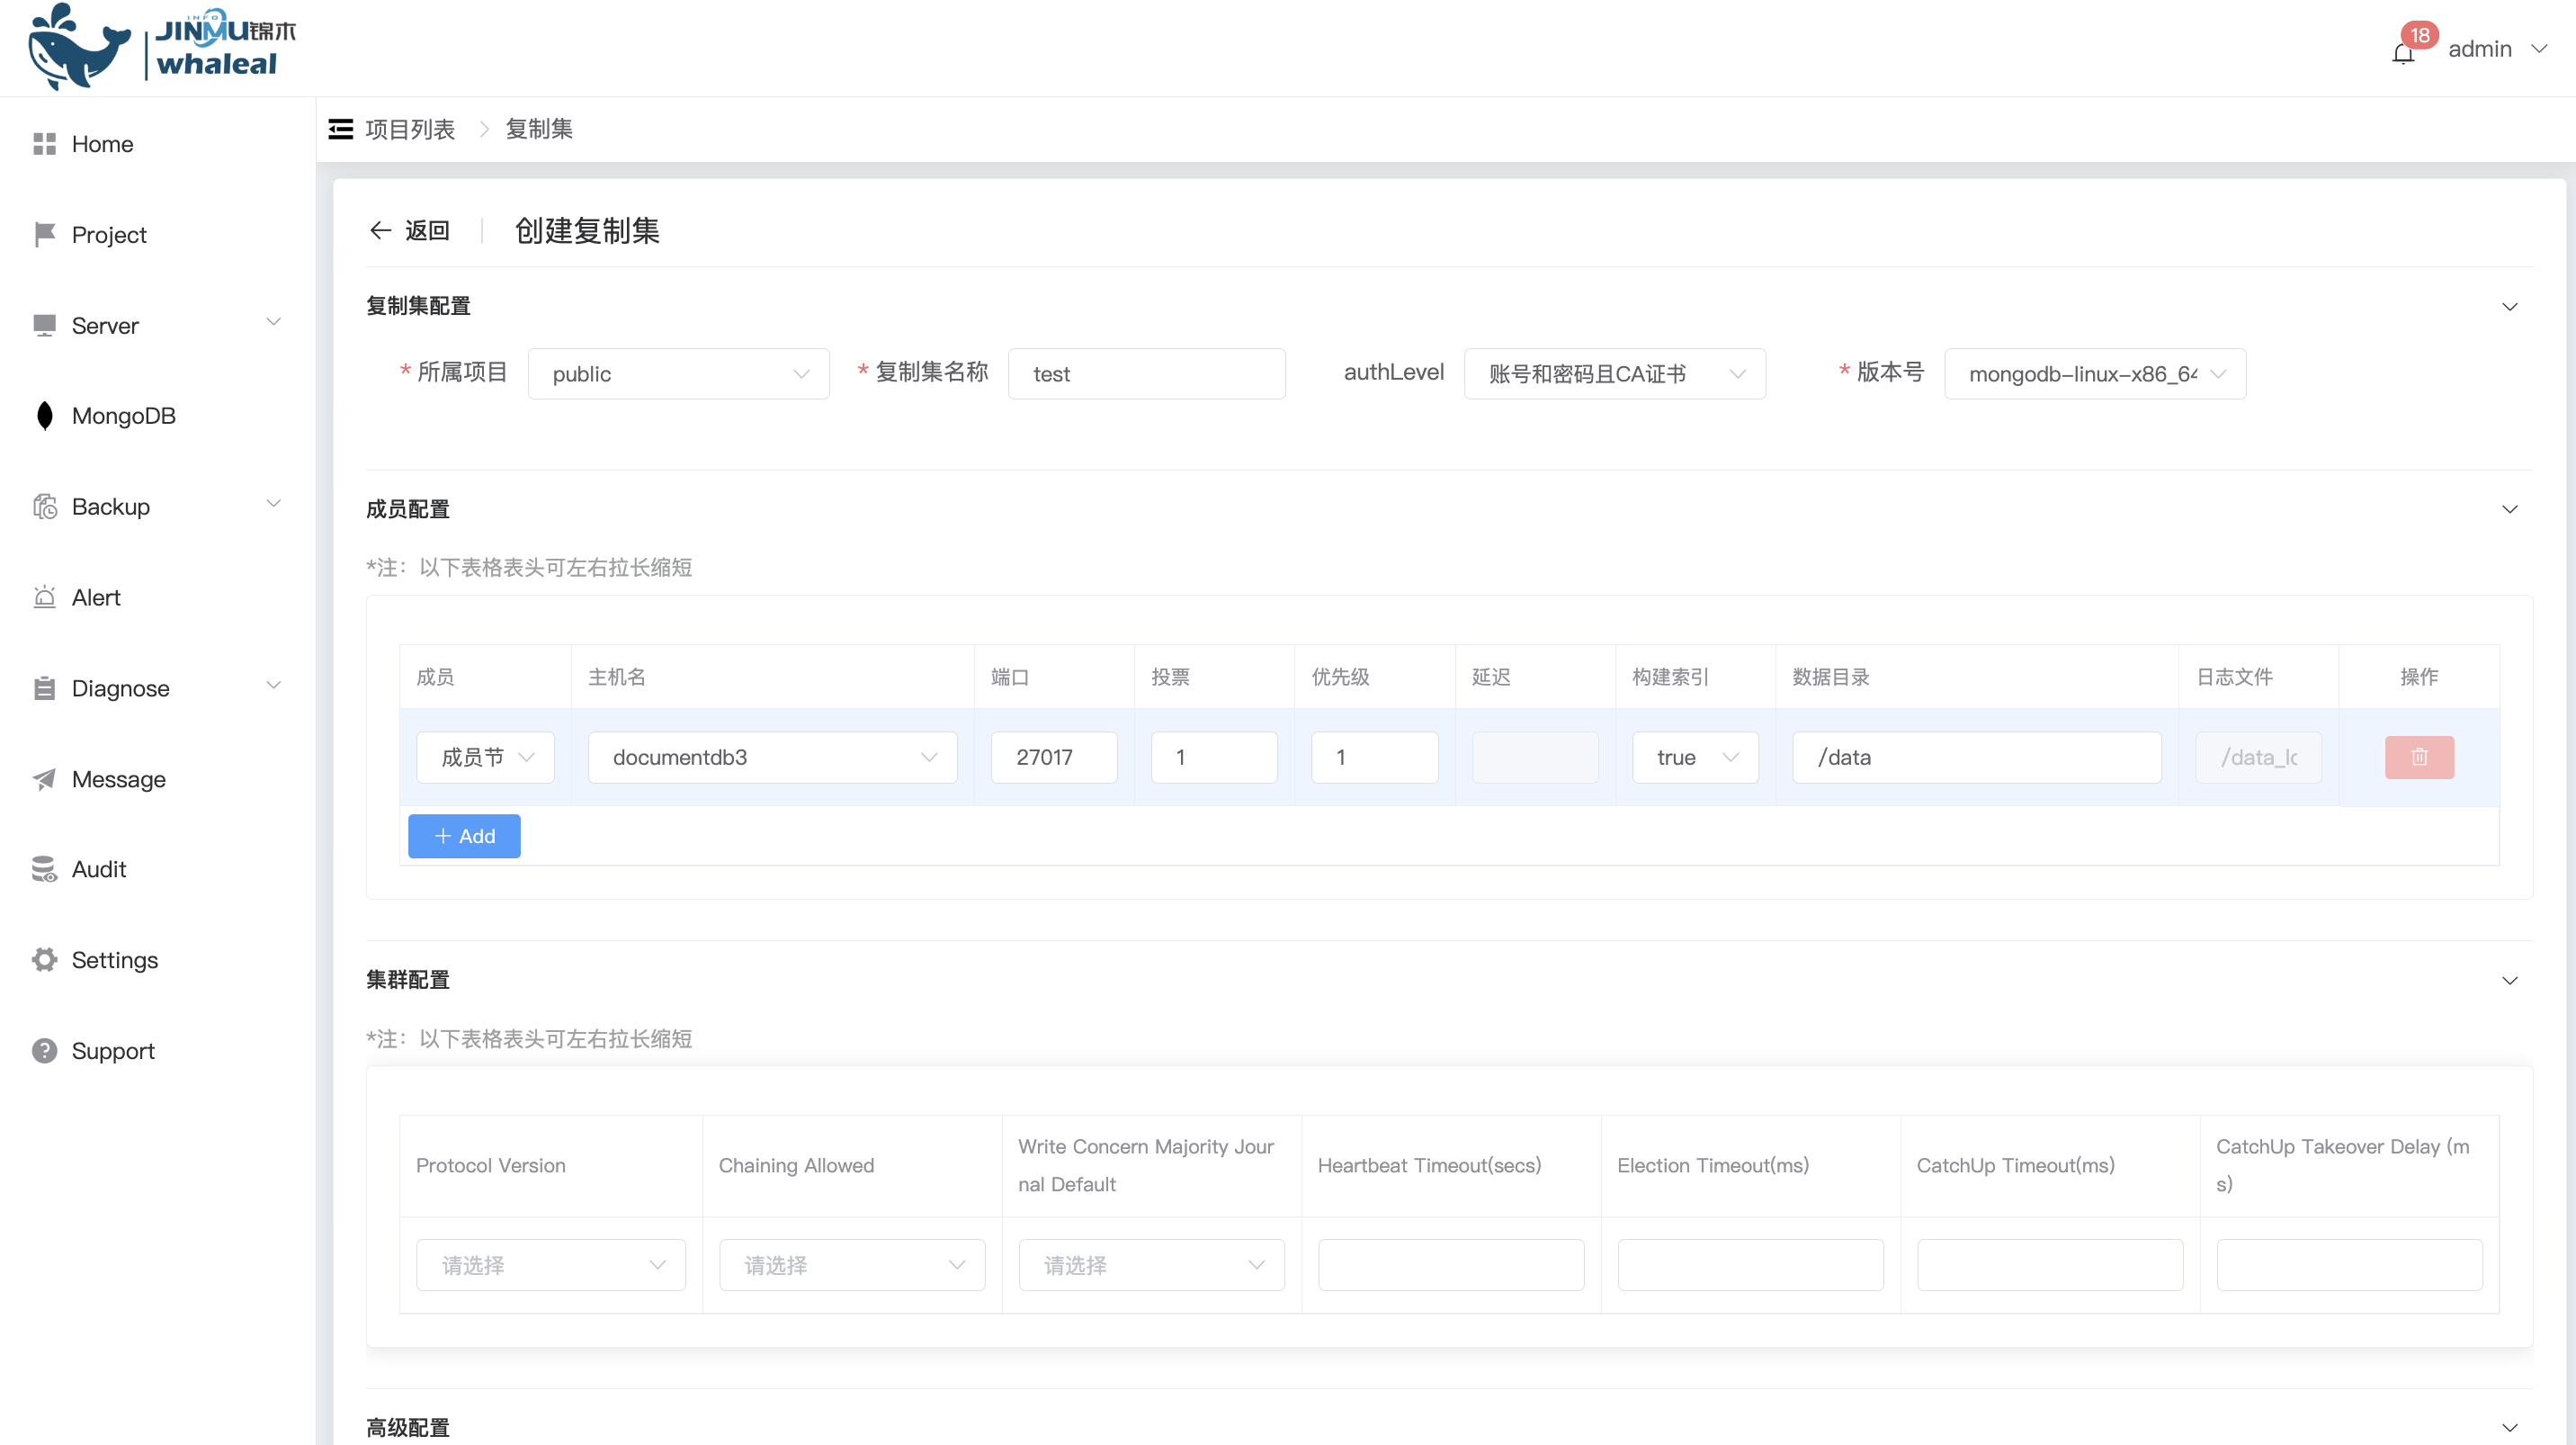 INFO
JINMU锦木
whaleal
18
admin
Home
Project
Server
MongoDB
Backup
Alert
Diagnose
Message
Audit
Settings
Support
项目列表
复制集
返回
创建复制集
复制集配置
* 所属项目
public
* 复制集名称
test
authLevel
账号和密码且CA证书
* 版本号
mongodb-linux-x86_64
成员配置
*注：以下表格表头可左右拉长缩短
成员 主机名 端口 投票 优先级 延迟 构建索引 数据目录 日志文件 操作
成员节 documentdb3 27017 1 1 true /data /data_lo
Add
集群配置
*注：以下表格表头可左右拉长缩短
Protocol Version
Chaining Allowed
Write Concern Majority Jour
nal Default
Heartbeat Timeout(secs)
Election Timeout(ms)
CatchUp Timeout(ms)
CatchUp Takeover Delay (m
s)
请选择 请选择 请选择
高级配置